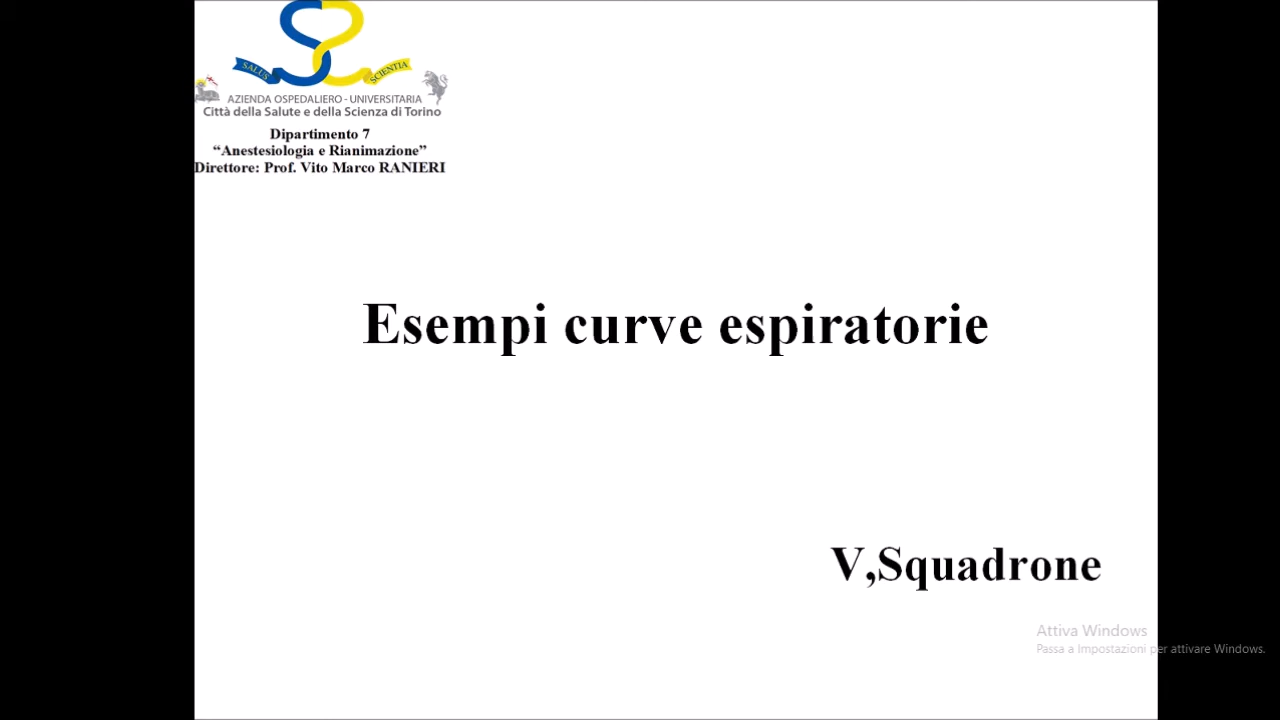 SALUS
SCIENTIA
AZIENDA OSPEDALIERO - UNIVERSITARIA
Città della Salute e della Scienza di Torino
Dipartimento 7
“Anestesiologia e Rianimazione”
Direttore: Prof. Vito Marco RANIERI
Esempi curve espiratorie
V,Squadrone
Attiva Windows
Passa a Impostazioni per attivare Windows.